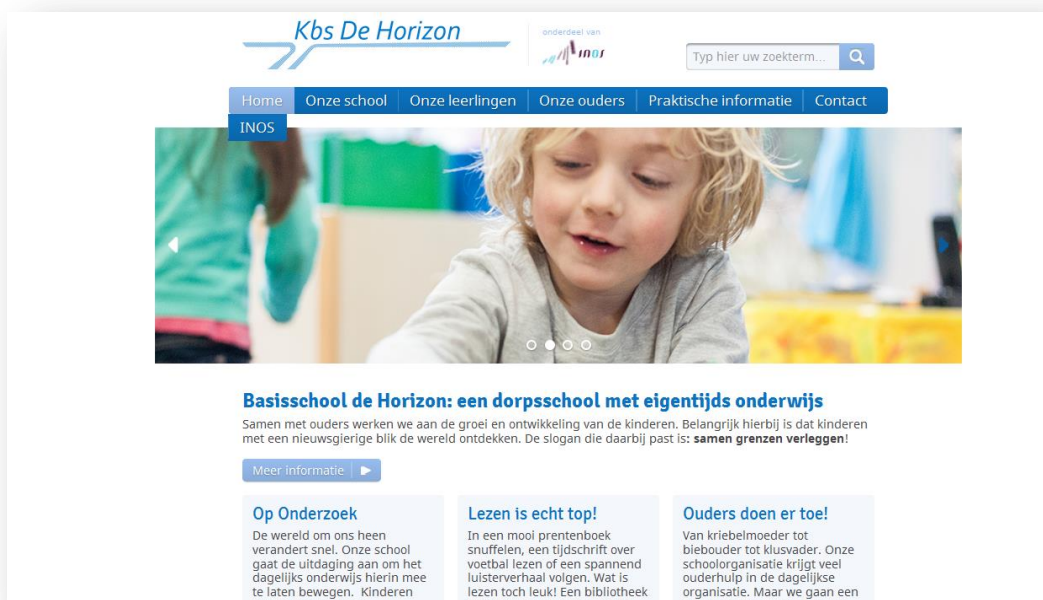 Kbs De Horizon
onderdeel van
INOS
Typ hier uw zoekterm...
Home Onze school Onze leerlingen Onze ouders Praktische informatie Contact
INOS
Basisschool de Horizon: een dorpsschool met eigentijds onderwijs
Samen met ouders werken we aan de groei en ontwikkeling van de kinderen. Belangrijk hierbij is dat kinderen
met een nieuwsgierige blik de wereld ontdekken. De slogan die daarbij past is: samen grenzen verleggen!
Meer informatie
Op Onderzoek
De wereld om ons heen
verandert snel. Onze school
gaat de uitdaging aan om het
dagelijks onderwijs hierin mee
te laten bewegen. Kinderen
Lezen is echt top!
In een mooi prentenboek
snuffelen, een tijdschrift over
voetbal lezen of een spannend
luisterverhaal volgen. Wat is
lezen toch leuk! Een bibliotheek
Ouders doen er toe!
Van kriebelmoeder tot
biebouder tot klusvader. Onze
schoolorganisatie krijgt veel
ouderhulp in de dagelijkse
organisatie. Maar we gaan een